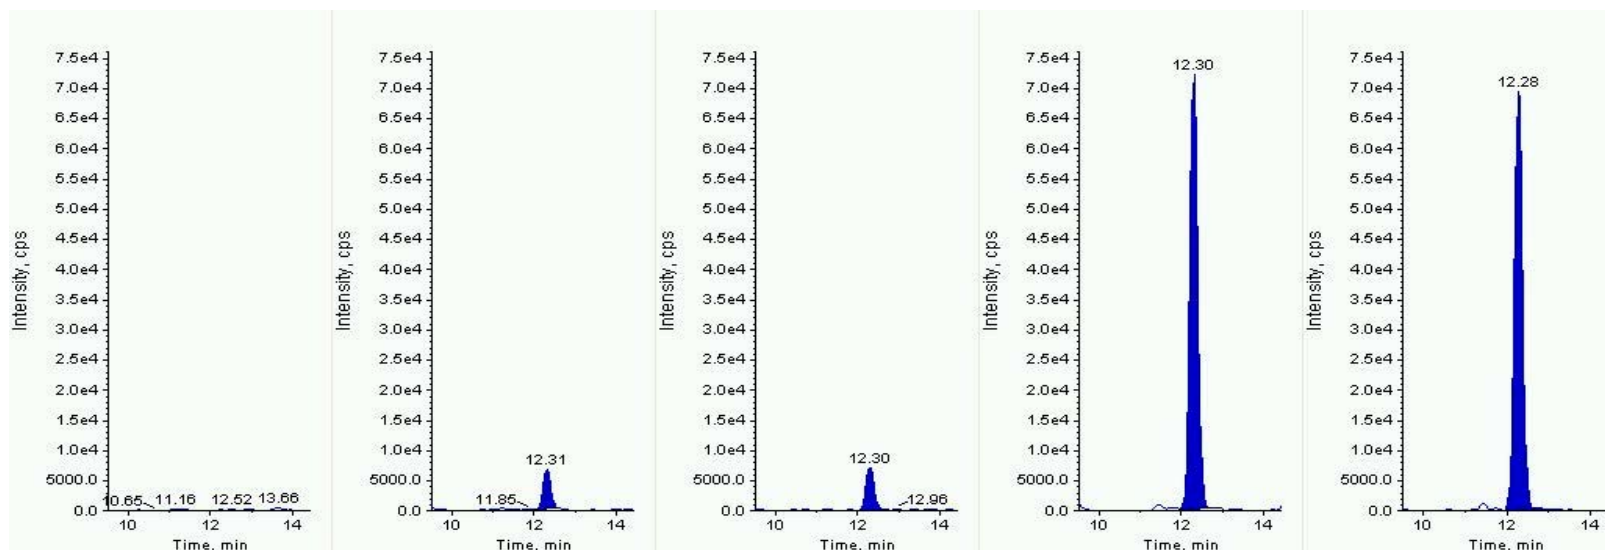 7.5e4
7.0e4
6.5e4
6.0e4
5.5e4
5.0e4
4.5e4
4.0e4
3.5e4
3.0e4
2.5e4
2.0e4
1.5e4
1.0e4
5000.0
0.0
Intensity, cps
10.65 11.16 12.52 13.66
10 12 14
Time, min
7.5e4
7.0e4
6.5e4
6.0e4
5.5e4
5.0e4
4.5e4
4.0e4
3.5e4
3.0e4
2.5e4
2.0e4
1.5e4
1.0e4
5000.0
0.0
Intensity, cps
12.31
11.85
10 12 14
Time, min
7.5e4
7.0e4
6.5e4
6.0e4
5.5e4
5.0e4
4.5e4
4.0e4
3.5e4
3.0e4
2.5e4
2.0e4
1.5e4
1.0e4
5000.0
0.0
Intensity, cps
12.30
12.96
10 12 14
Time, min
7.5e4
7.0e4
6.5e4
6.0e4
5.5e4
5.0e4
4.5e4
4.0e4
3.5e4
3.0e4
2.5e4
2.0e4
1.5e4
1.0e4
5000.0
0.0
Intensity, cps
12.30
10 12 14
Time, min
7.5e4
7.0e4
6.5e4
6.0e4
5.5e4
5.0e4
4.5e4
4.0e4
3.5e4
3.0e4
2.5e4
2.0e4
1.5e4
1.0e4
5000.0
0.0
Intensity, cps
12.28
10 12 14
Time, min